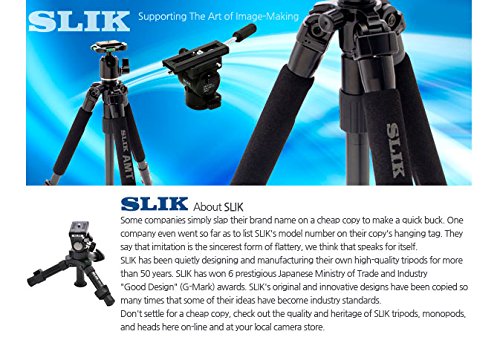 SLIK Supporting The Art of Image-Making
SLIK AMT
SLIK
SLIK About SLIK
Some companies simply slap their brand name on a cheap copy to make a quick buck. One
company even went so far as to list SLIK's model number on their copy's hanging tag. They
say that imitation is the sincerest form of flattery, we think that speaks for itself.
SLIK has been quietly designing and manufacturing their own high-quality tripods for more
than 50 years. SLIK has won 6 prestigious Japanese Ministry of Trade and Industry
"Good Design" (G-Mark) awards. SLIK's original and innovative designs have been copied so
many times that some of their ideas have become industry standards.
Don't settle for a cheap copy, check out the quality and heritage of SLIK tripods, monopods,
and heads here on-line and at your local camera store.